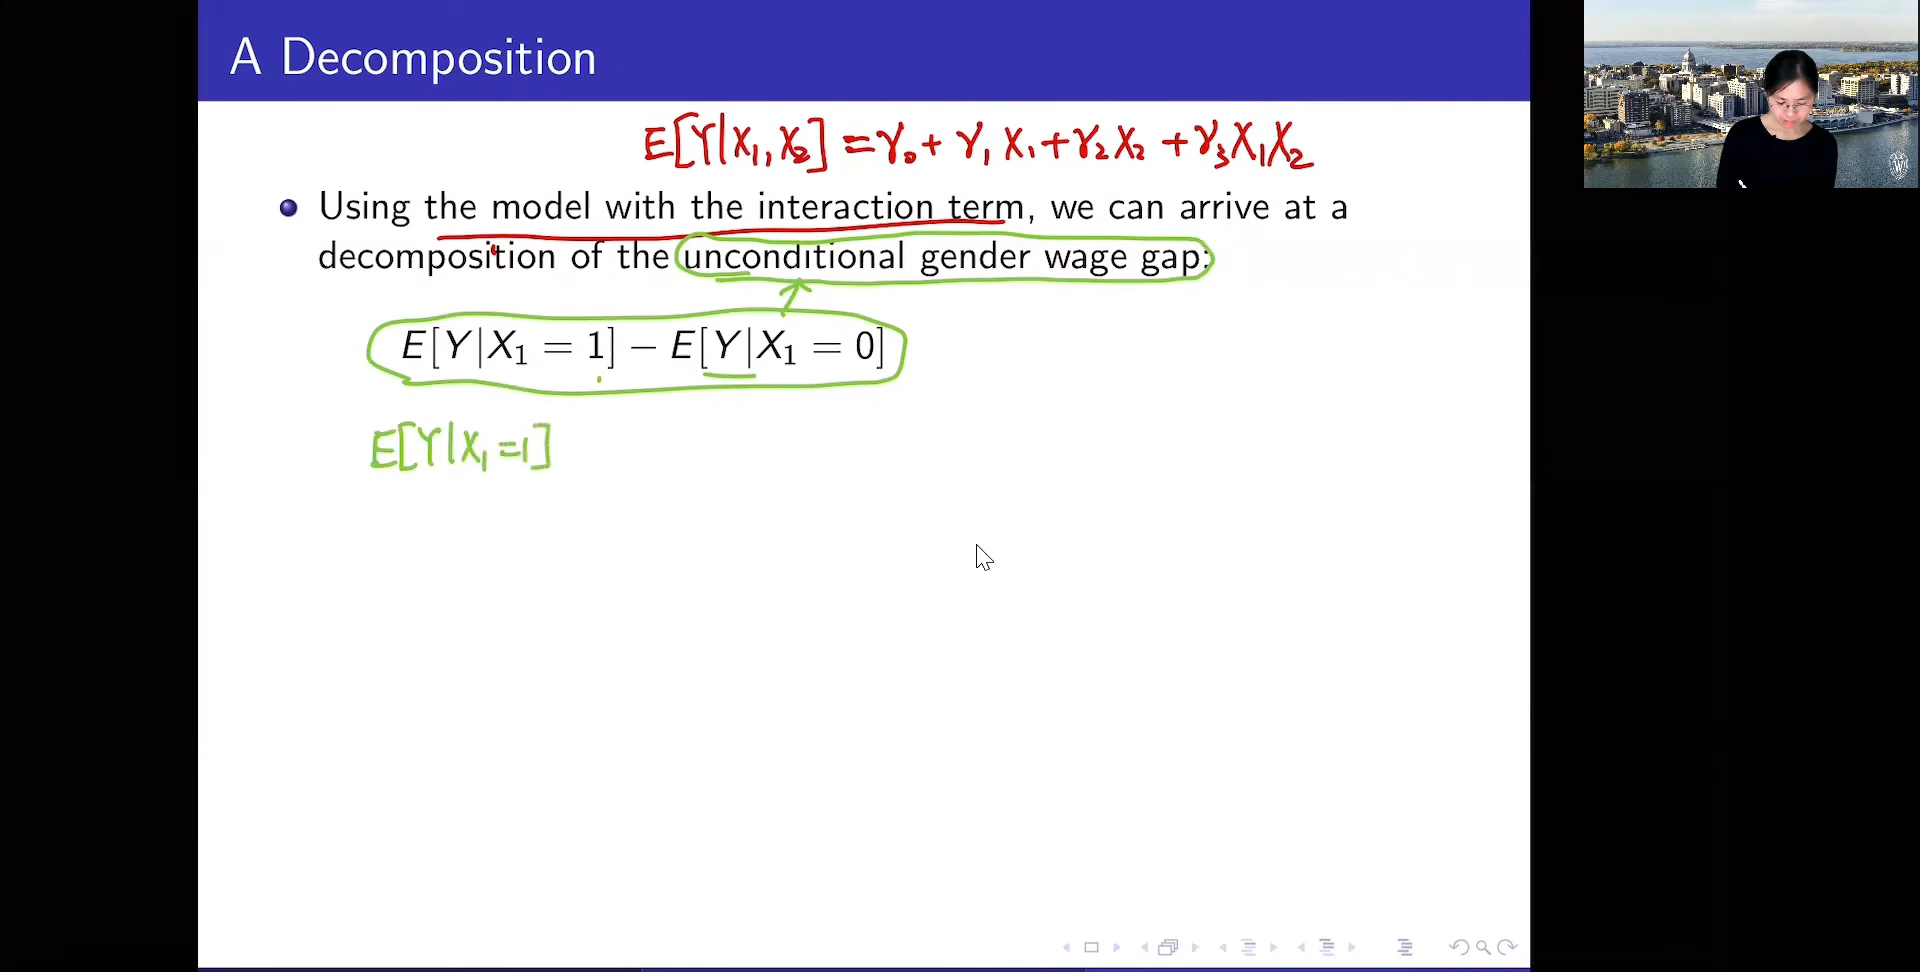 A Decomposition
E[Y|X₁,X₂] = γ₀ + γ₁X₁ + γ₂X₂ + γ₃X₁X₂
Using the model with the interaction term, we can arrive at a
decomposition of the unconditional gender wage gap:
E[Y|X₁ = 1] − E[Y|X₁ = 0]
E[Y|X₁ = 1]
W